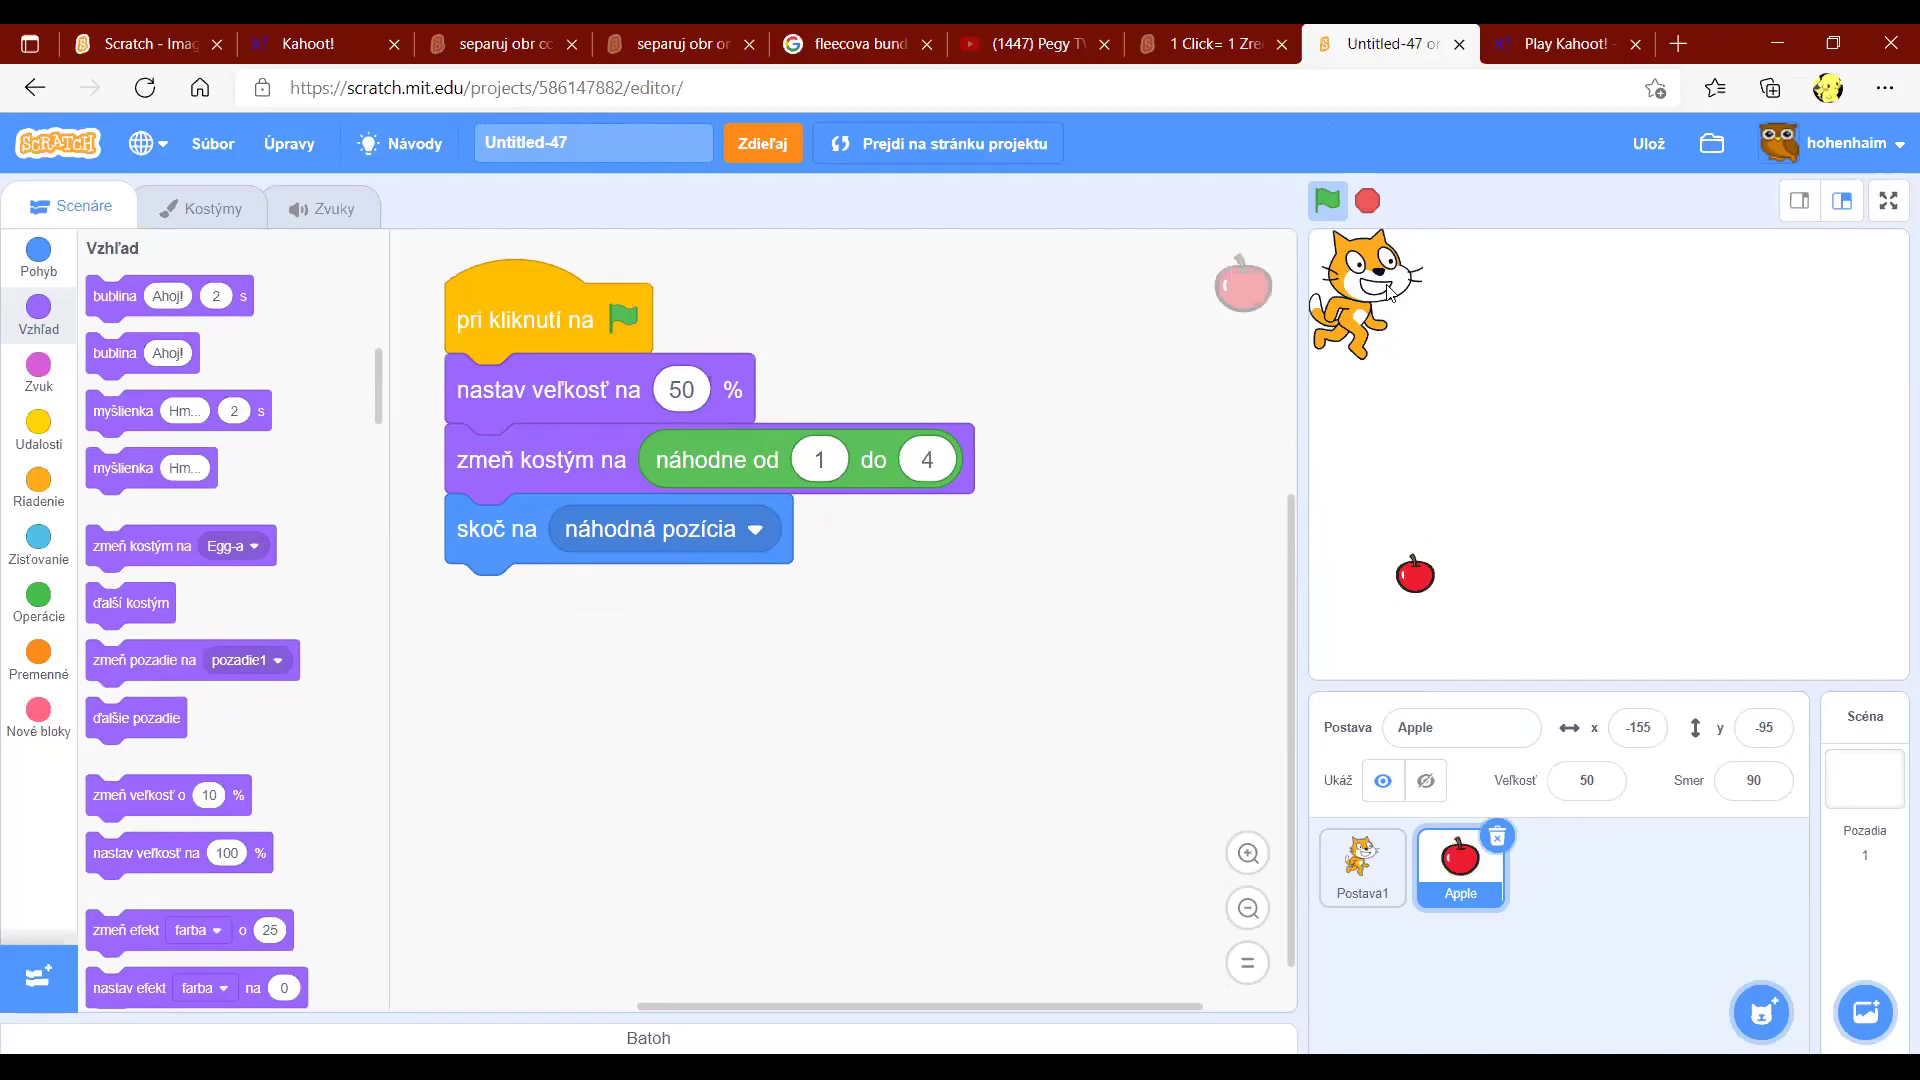 Scratch - Imag
Kahoot!
separuj obr co
separuj obr or
fleecova bund
(1447) Pegy TV
1 Click= 1 Zre
Untitled-47 or
Play Kahoot! -
https://scratch.mit.edu/projects/586147882/editor/
SCRATCH
Súbor
Úpravy
Návody
Untitled-47
Zdieľaj
Prejdi na stránku projektu
Ulož
hohenhaim
Scenáre
Kostýmy
Zvuky
Pohyb
Vzhľad
Zvuk
Udalosti
Riadenie
Zisťovanie
Operácie
Premenné
Nové bloky
Vzhľad
bublina Ahoj! 2 s
bublina Ahoj!
myšlienka Hm... 2 s
myšlienka Hm...
zmeň kostým na Egg-a
ďalší kostým
zmeň pozadie na pozadie1
ďalšie pozadie
zmeň veľkosť o 10 %
nastav veľkosť na 100 %
zmeň efekt farba o 25
nastav efekt farba na 0
pri kliknutí na
nastav veľkosť na 50 %
zmeň kostým na náhodne od 1 do 4
skoč na náhodná pozícia
Postava Apple x -155 y -95
Ukáž Veľkosť 50 Smer 90
Postava1
Apple
Scéna
Pozadia
1
Batoh